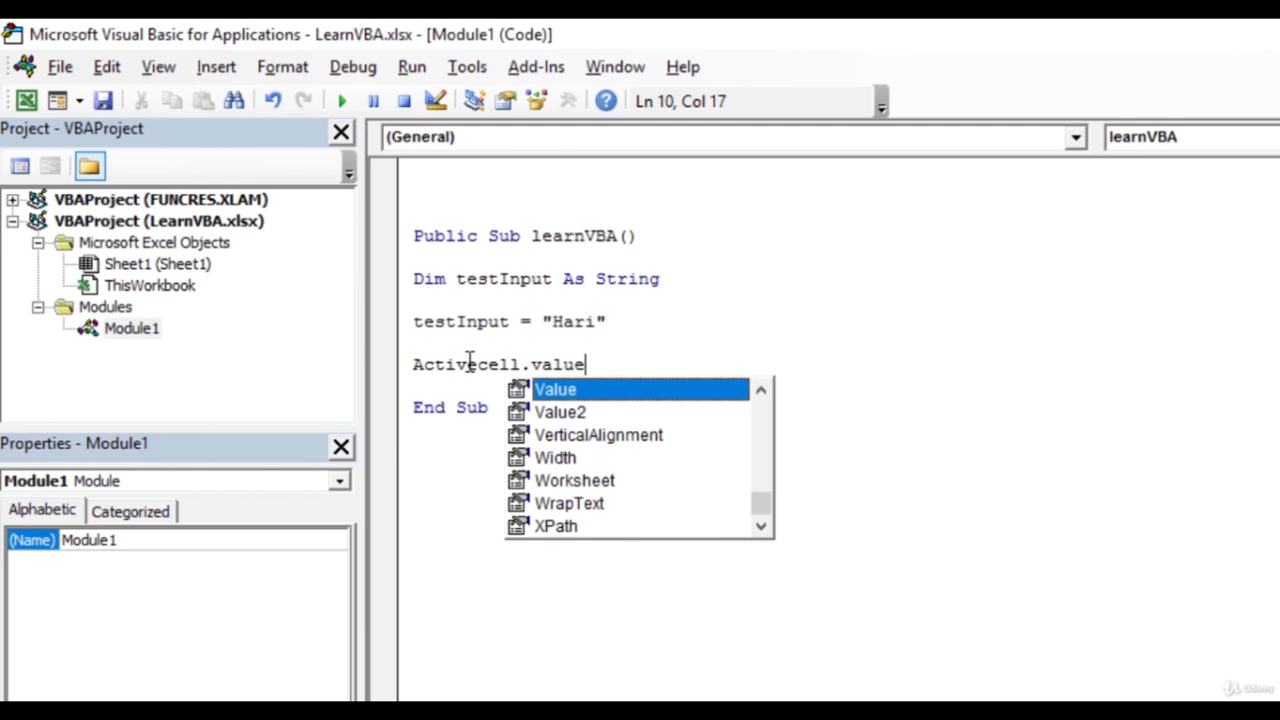 Microsoft Visual Basic for Applications - LearnVBA.xlsx - [Module1 (Code)]
File Edit View Insert Format Debug Run Tools Add-Ins Window Help
Ln 10, Col 17
Project - VBAProject
(General)
learnVBA
VBAProject (FUNCRES.XLAM)
VBAProject (LearnVBA.xlsx)
Microsoft Excel Objects
Sheet1 (Sheet1)
ThisWorkbook
Modules
Module1
Public Sub learnVBA()
Dim testInput As String
testInput = "Hari"
Activecell.value
End Sub
Value
Value2
VerticalAlignment
Width
Worksheet
WrapText
XPath
Properties - Module1
Module1 Module
Alphabetic Categorized
(Name) Module1
Udemy